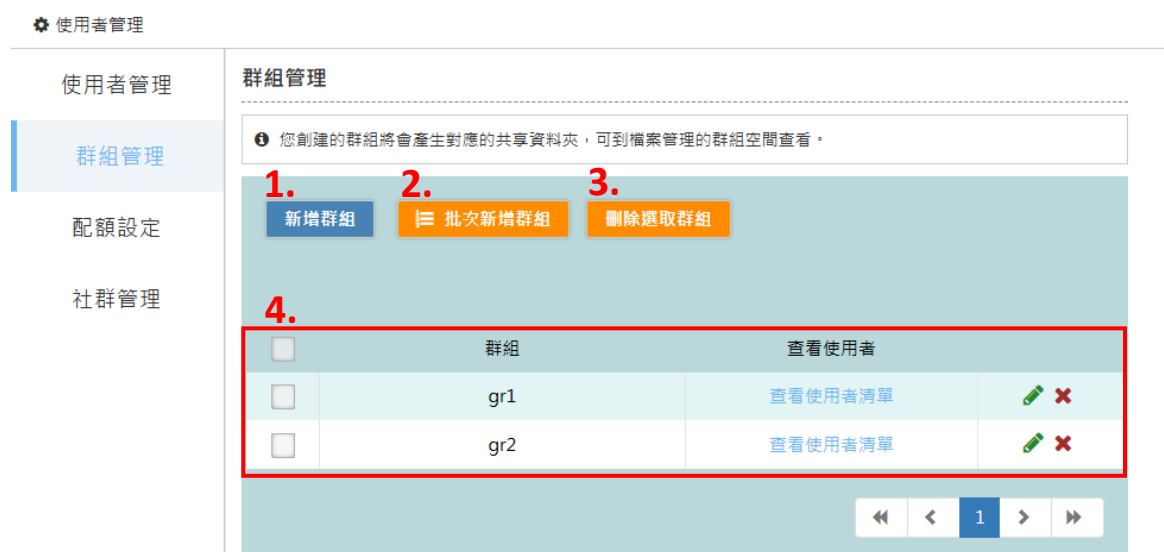 使用者管理
使用者管理
群組管理
配額設定
社群管理
群組管理
您創建的群組將會產生對應的共享資料夾，可到檔案管理的群組空間查看。
1. 2. 3.
新增群組 批次新增群組 刪除選取群組
4.
群組 查看使用者
gr1 查看使用者清單
gr2 查看使用者清單
1